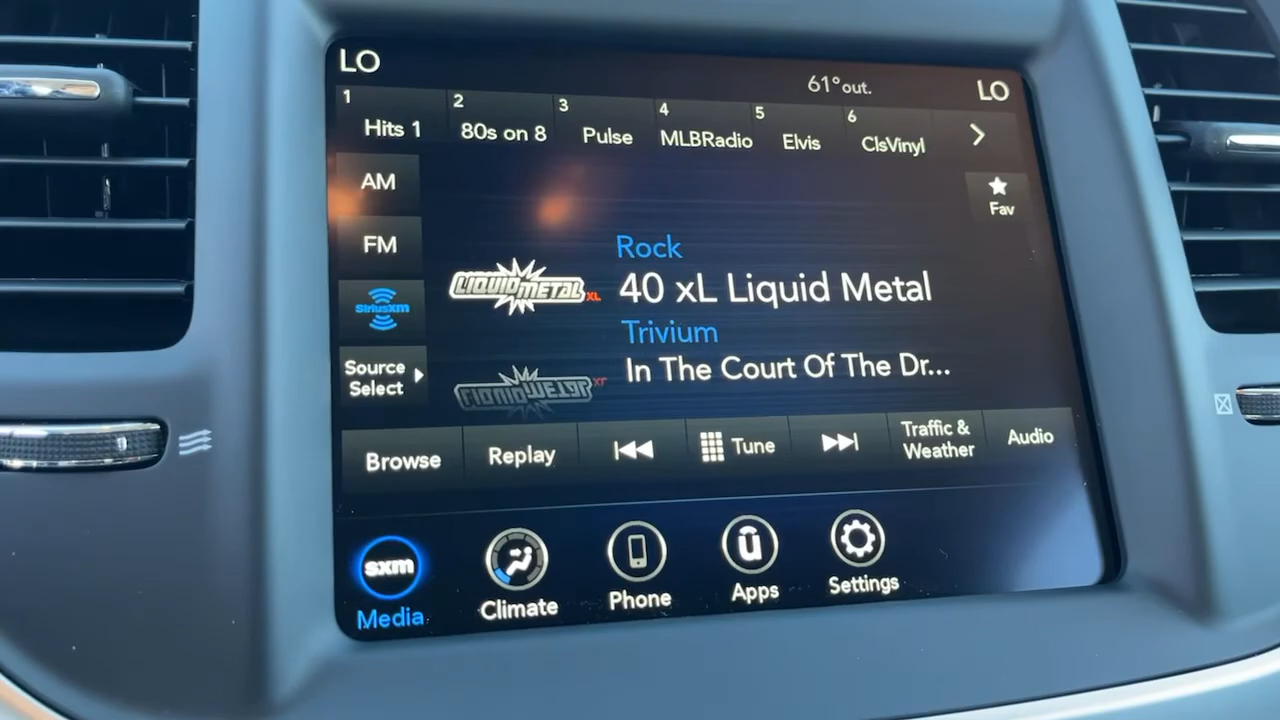 LO
61°out.
LO
1 Hits 1
2 80s on 8
3 Pulse
4 MLBRadio
5 Elvis
6 ClsVinyl
AM
Fav
FM
Rock
LIQUID METAL XL
40 xL Liquid Metal
SiriusXM
Trivium
In The Court Of The Dr...
Source
Select
Browse
Replay
Tune
Traffic &
Weather
Audio
sxm
Media
Climate
Phone
ū
Apps
Settings